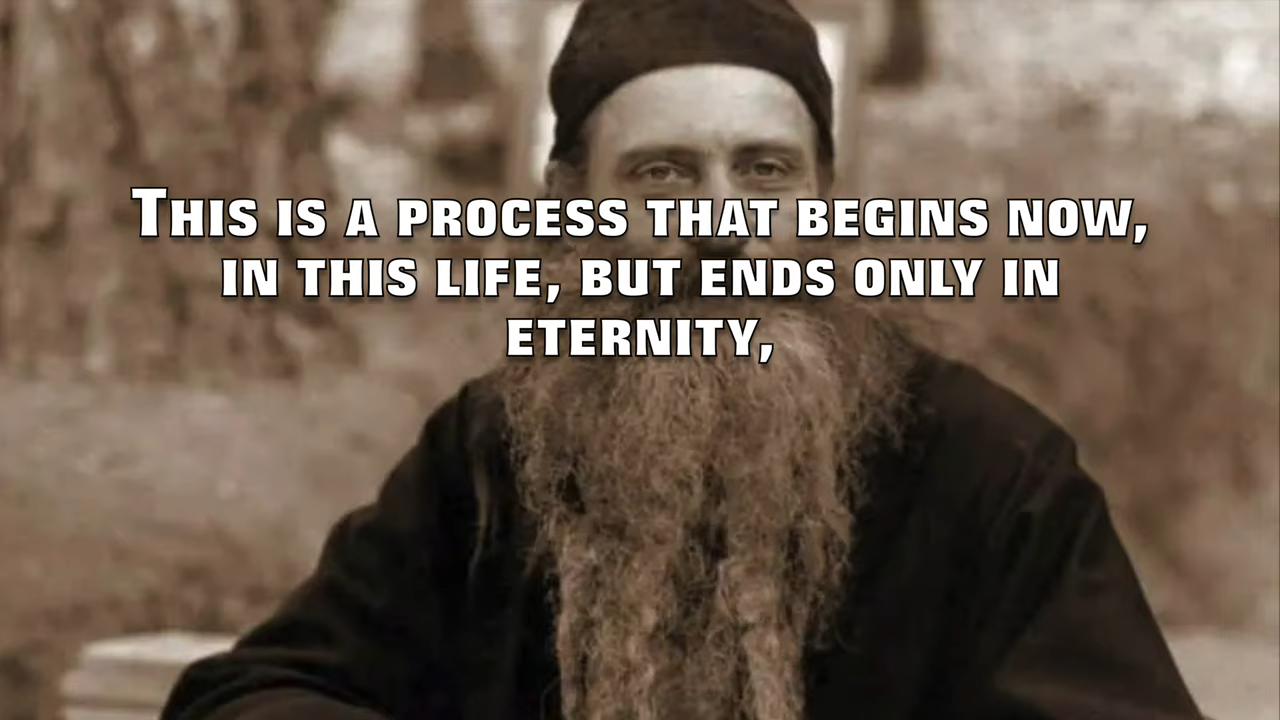 This is a process that begins now,
in this life, but ends only in
eternity,